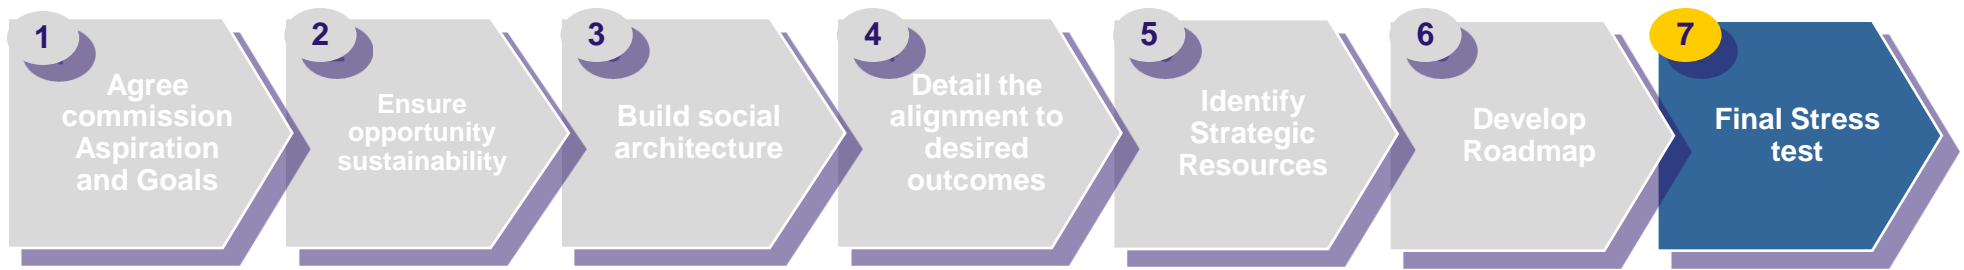 1
Agree
commission
Aspiration
and Goals
2
Ensure
opportunity
sustainability
3
Build social
architecture
4
Detail the
alignment to
desired
outcomes
5
Identify
Strategic
Resources
6
Develop
Roadmap
7
Final Stress
test